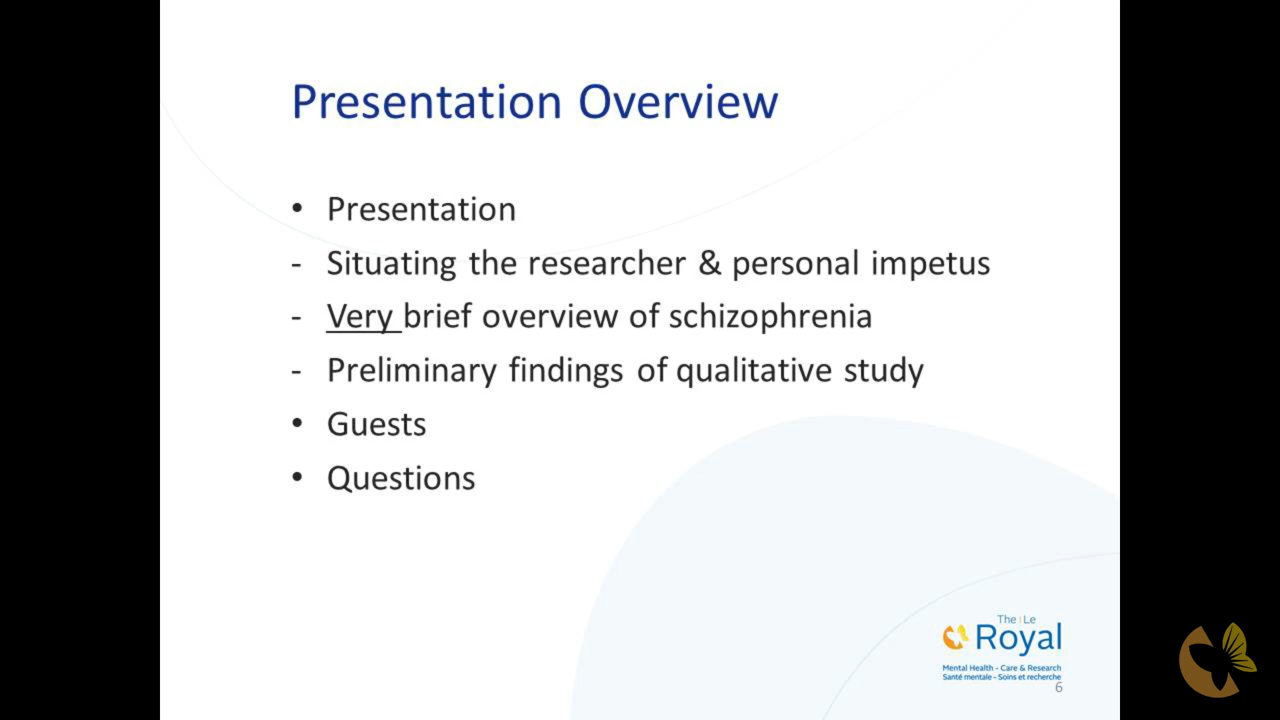 Presentation Overview
• Presentation
- Situating the researcher & personal impetus
- Very brief overview of schizophrenia
- Preliminary findings of qualitative study
• Guests
• Questions
The | Le
Royal
Mental Health - Care & Research
Santé mentale - Soins et recherche
6